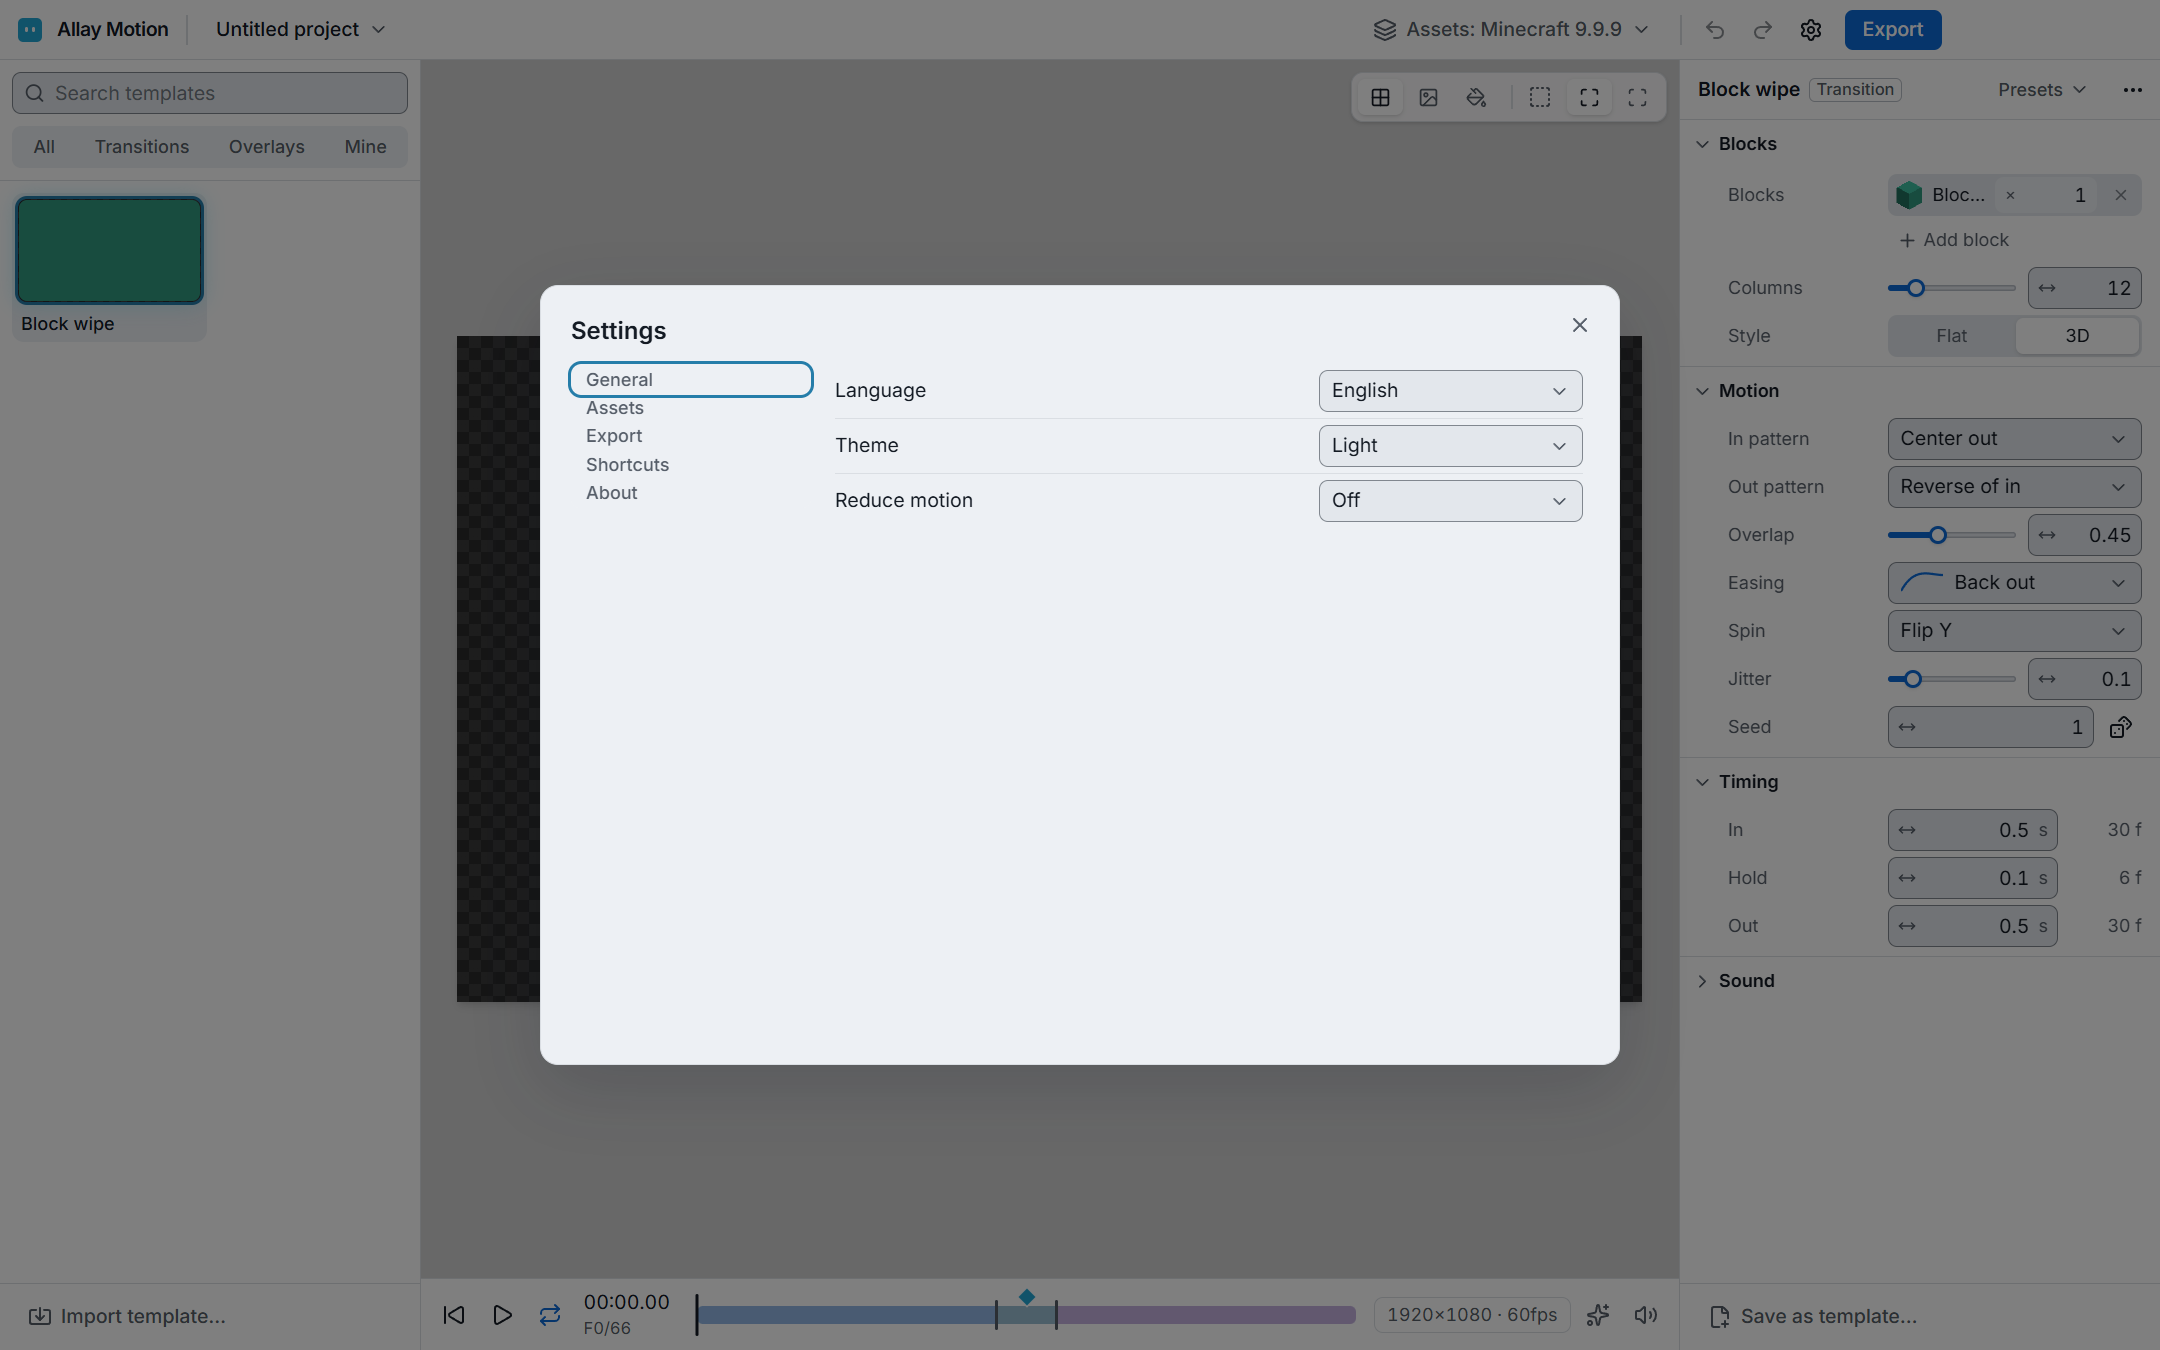 Allay Motion
Untitled project
Assets: Minecraft 9.9.9
Export
Search templates
All
Transitions
Overlays
Mine
Block wipe
Import template...
Settings
General
Assets
Export
Shortcuts
About
Language
English
Theme
Light
Reduce motion
Off
00:00.00
F0/66
1920×1080 · 60fps
Block wipe
Transition
Presets
Blocks
Blocks
Bloc...
×
1
Add block
Columns
12
Style
Flat
3D
Motion
In pattern
Center out
Out pattern
Reverse of in
Overlap
0.45
Easing
Back out
Spin
Flip Y
Jitter
0.1
Seed
1
Timing
In
0.5 s
30 f
Hold
0.1 s
6 f
Out
0.5 s
30 f
Sound
Save as template...